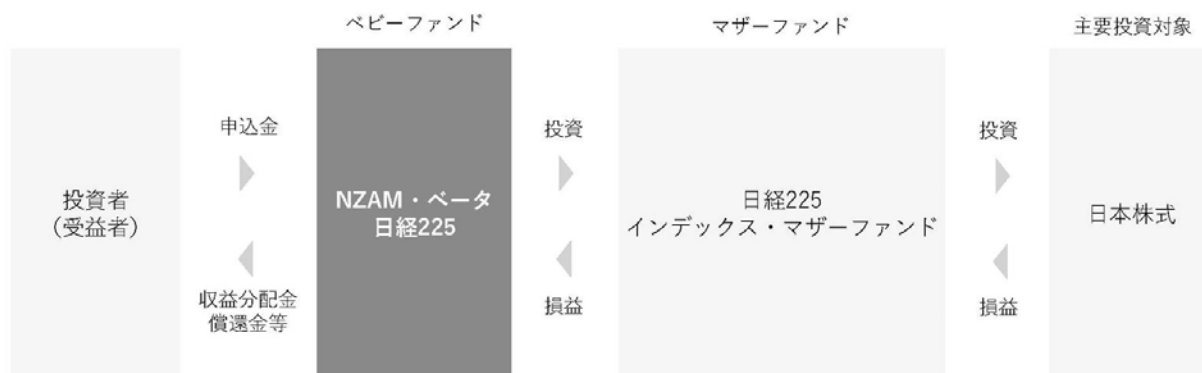 ベビーファンド
マザーファンド
主要投資対象
投資者
(受益者)
申込金
収益分配金
償還金等
NZAM・ベータ
日経225
投資
損益
日経225
インデックス・マザーファンド
投資
損益
日本株式